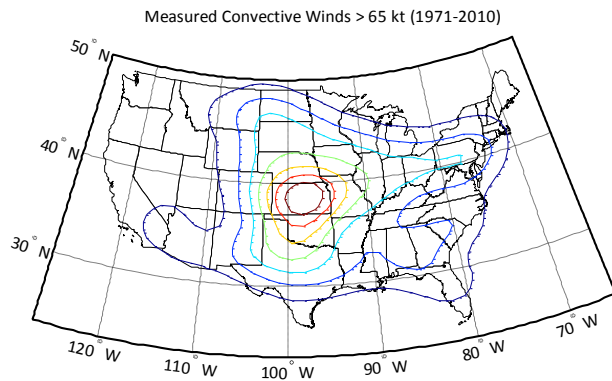 Measured Convective Winds > 65 kt (1971-2010)
50° N
40° N
30° N
120° W
110° W
100° W
90° W
80° W
70° W